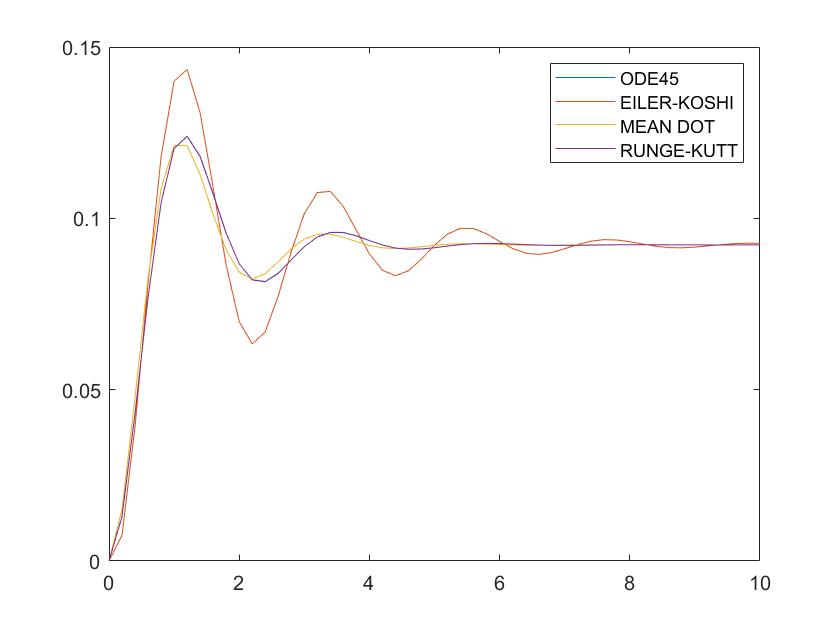 0.15
0.1
0.05
0
0 2 4 6 8 10
ODE45
EILER-KOSHI
MEAN DOT
RUNGE-KUTT